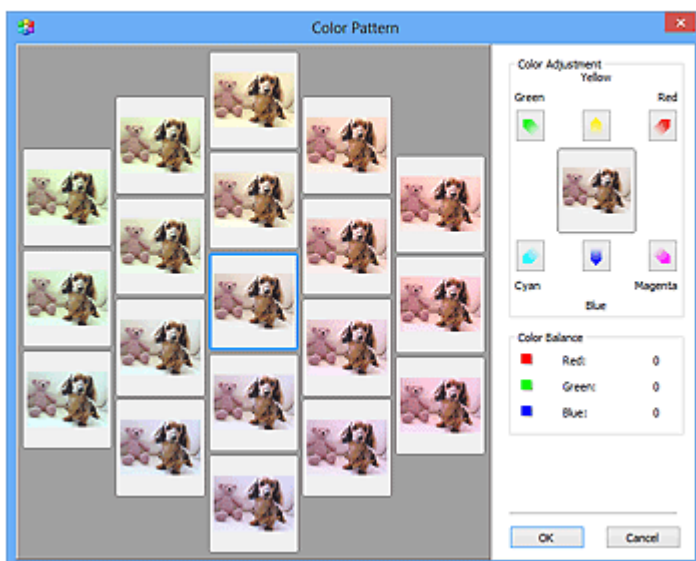 Color Pattern
Color Adjustment
Yellow
Green Red
Cyan Magenta
Blue
Color Balance
Red: 0
Green: 0
Blue: 0
OK Cancel